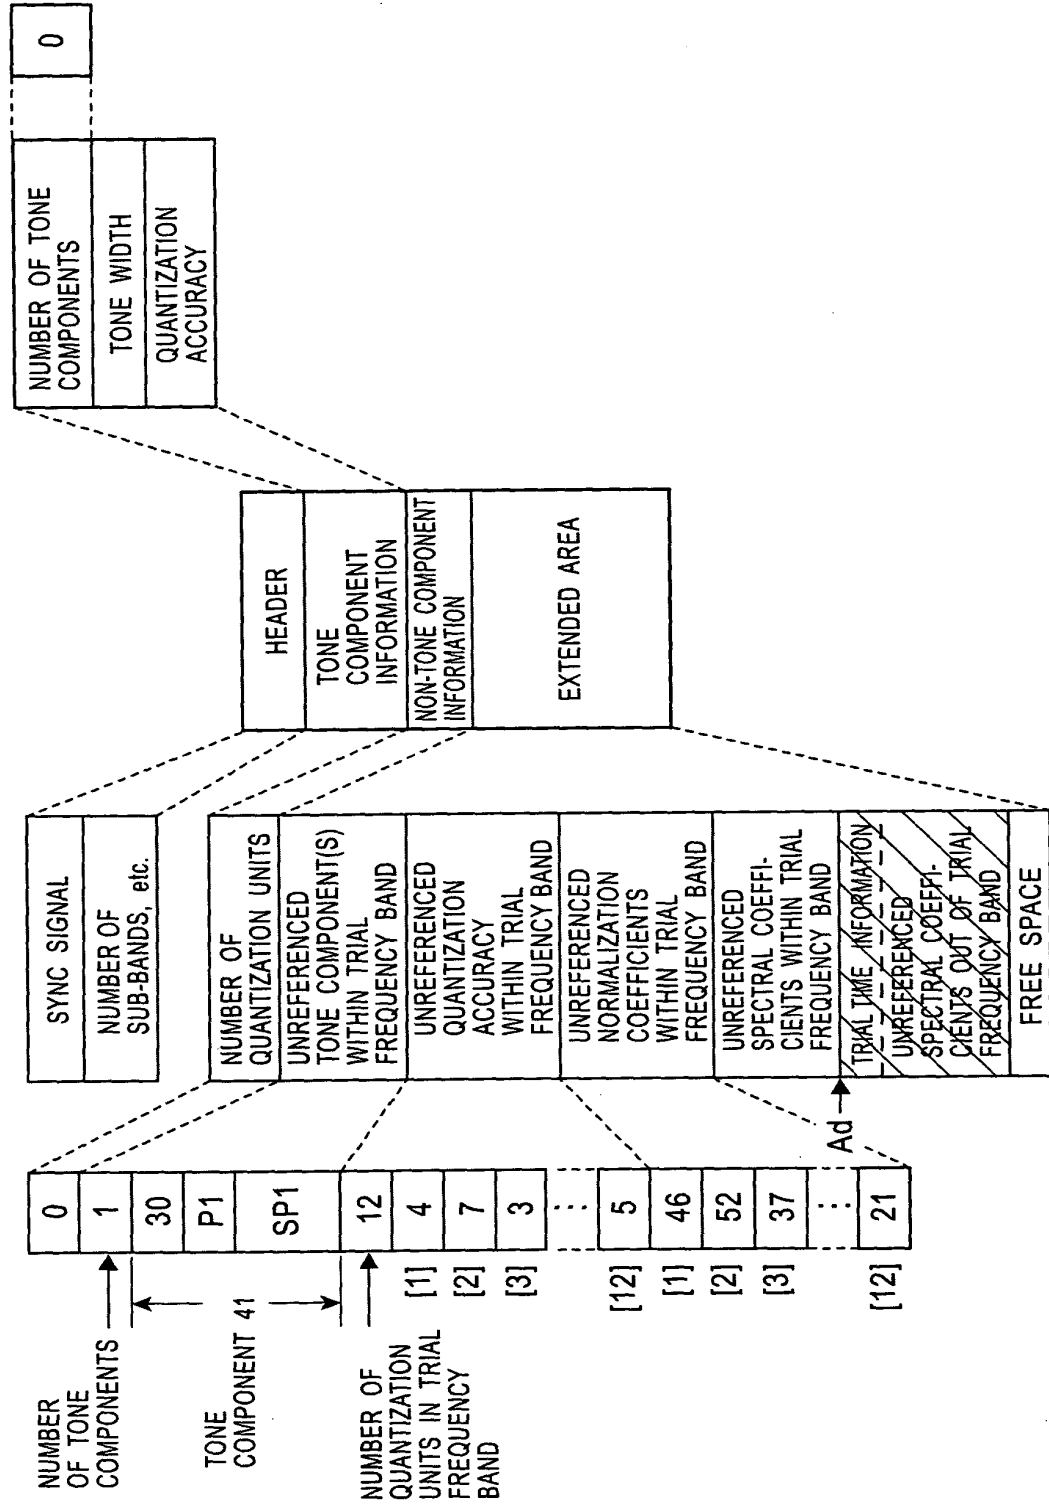 NUMBER
OF TONE
COMPONENTS
TONE
COMPONENT 41
NUMBER OF
QUANTIZATION
UNITS IN TRIAL
FREQUENCY
BAND
[1]
[2]
[3]
[12]
[1]
[2]
[3]
[12]
0
1
30
P1
SP1
12
4
7
3
5
46
52
37
21
Ad
SYNC SIGNAL
NUMBER OF
SUB-BANDS, etc.
NUMBER OF
QUANTIZATION UNITS
UNREFERENCED
TONE COMPONENT(S)
WITHIN TRIAL
FREQUENCY BAND
UNREFERENCED
QUANTIZATION
ACCURACY
WITHIN TRIAL
FREQUENCY BAND
UNREFERENCED
NORMALIZATION
COEFFICIENTS
WITHIN TRIAL
FREQUENCY BAND
UNREFERENCED
SPECTRAL COEFFI-
CIENTS WITHIN TRIAL
FREQUENCY BAND
TRIAL TIME INFORMATION
UNREFERENCED
SPECTRAL COEFFI-
CIENTS OUT OF TRIAL
FREQUENCY BAND
FREE SPACE
HEADER
TONE
COMPONENT
INFORMATION
NON-TONE COMPONENT
INFORMATION
EXTENDED AREA
NUMBER OF TONE
COMPONENTS
TONE WIDTH
QUANTIZATION
ACCURACY
0